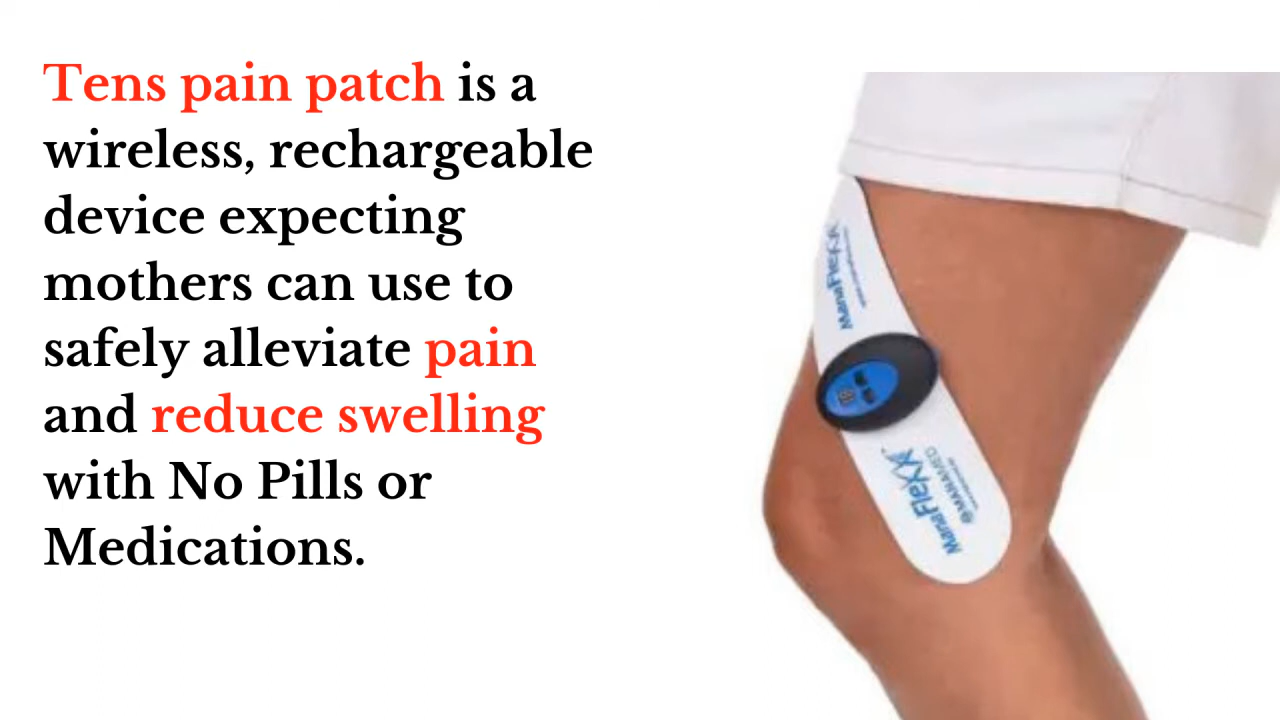 Tens pain patch is a
wireless, rechargeable
device expecting
mothers can use to
safely alleviate pain
and reduce swelling
with No Pills or
Medications.
ManaFlexx
ManaFlexx
MANAMED